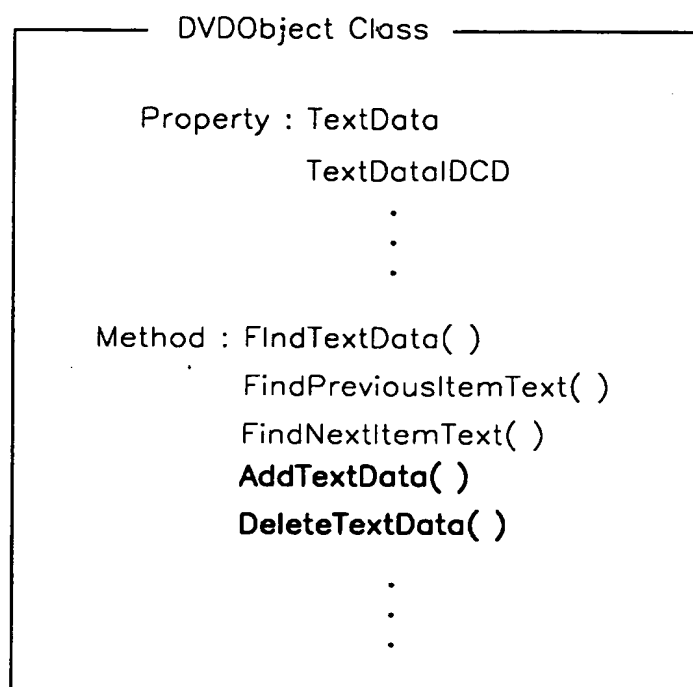 DVDObject Class
Property : TextData
TextDataIDCD
.
.
.
Method : FIndTextData( )
FindPreviousItemText( )
FindNextItemText( )
AddTextData( )
DeleteTextData( )
.
.
.